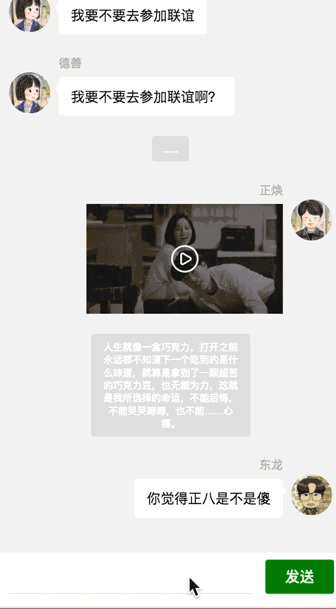 我要不要去参加联谊
德善
我要不要去参加联谊啊?
......
正焕
人生就像一盒巧克力，打开之前
永远都不知道下一个吃到的是什
么味道，就算是拿到了一颗超苦
的巧克力豆，也无能为力，这就
是我所选择的命运，不能后悔，
不能哭哭啼啼，也不能……心
痛。
东龙
你觉得正八是不是傻
发送